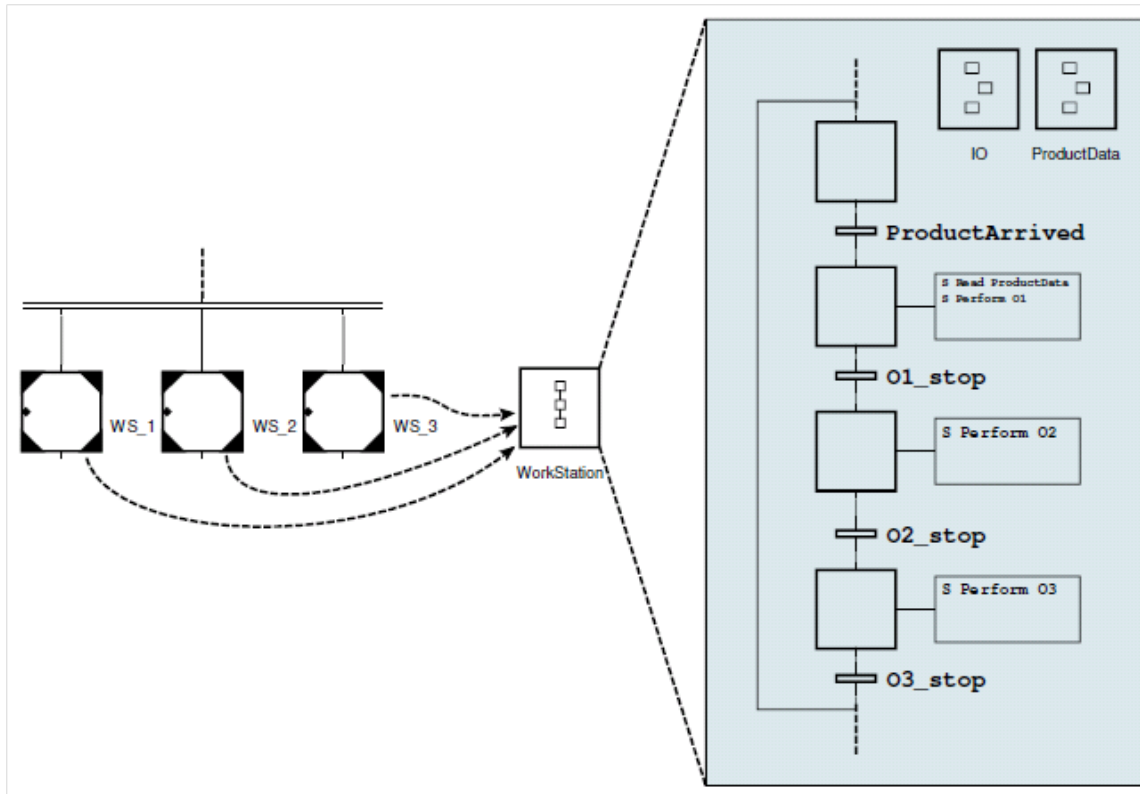 IO
ProductData
ProductArrived
S Read ProductData
S Perform O1
O1_stop
WS_1
WS_2
WS_3
S Perform O2
WorkStation
O2_stop
S Perform O3
O3_stop